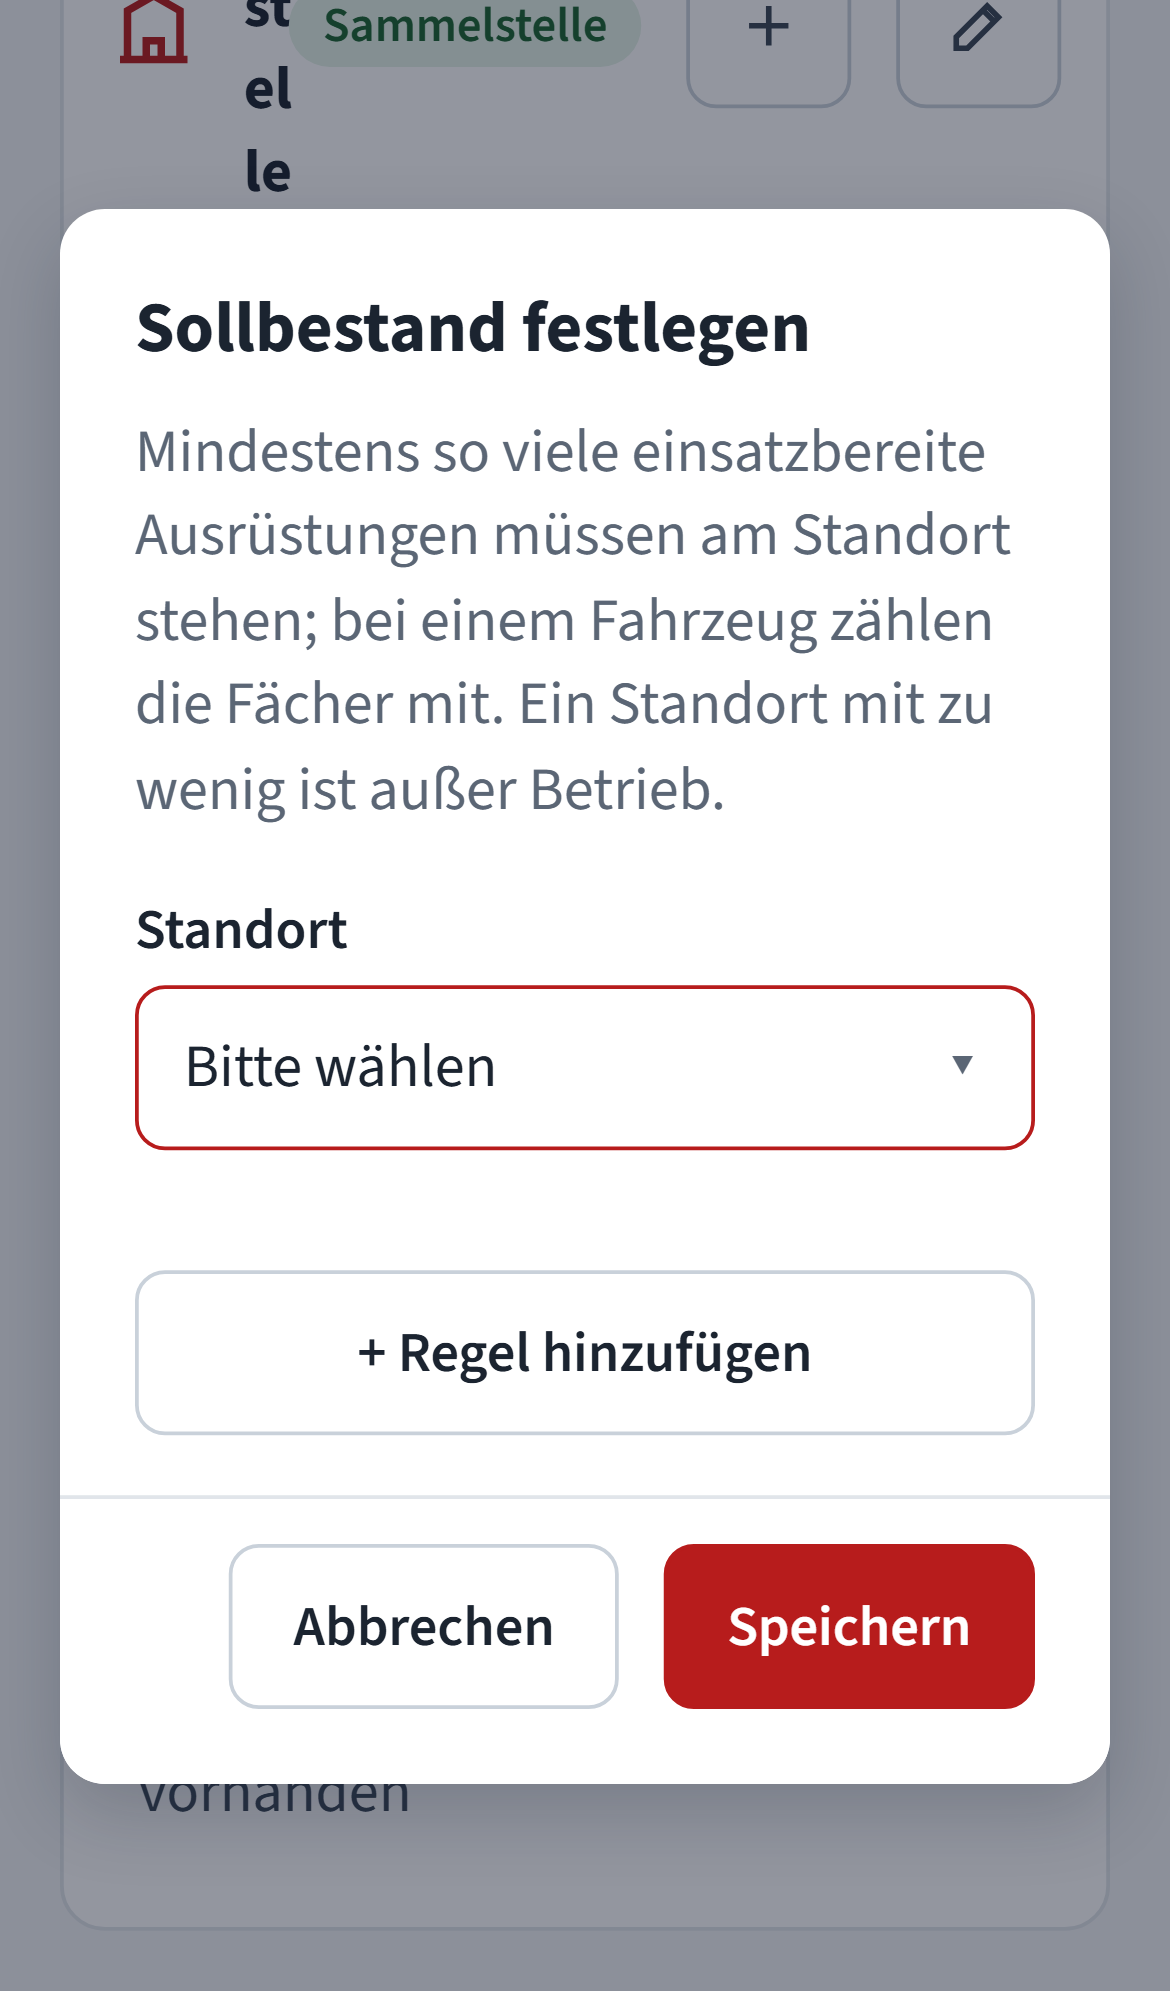 st
Sammelstelle
el
le
Sollbestand festlegen
Mindestens so viele einsatzbereite
Ausrüstungen müssen am Standort
stehen; bei einem Fahrzeug zählen
die Fächer mit. Ein Standort mit zu
wenig ist außer Betrieb.
Standort
Bitte wählen
+ Regel hinzufügen
Abbrechen
Speichern
vorhanden